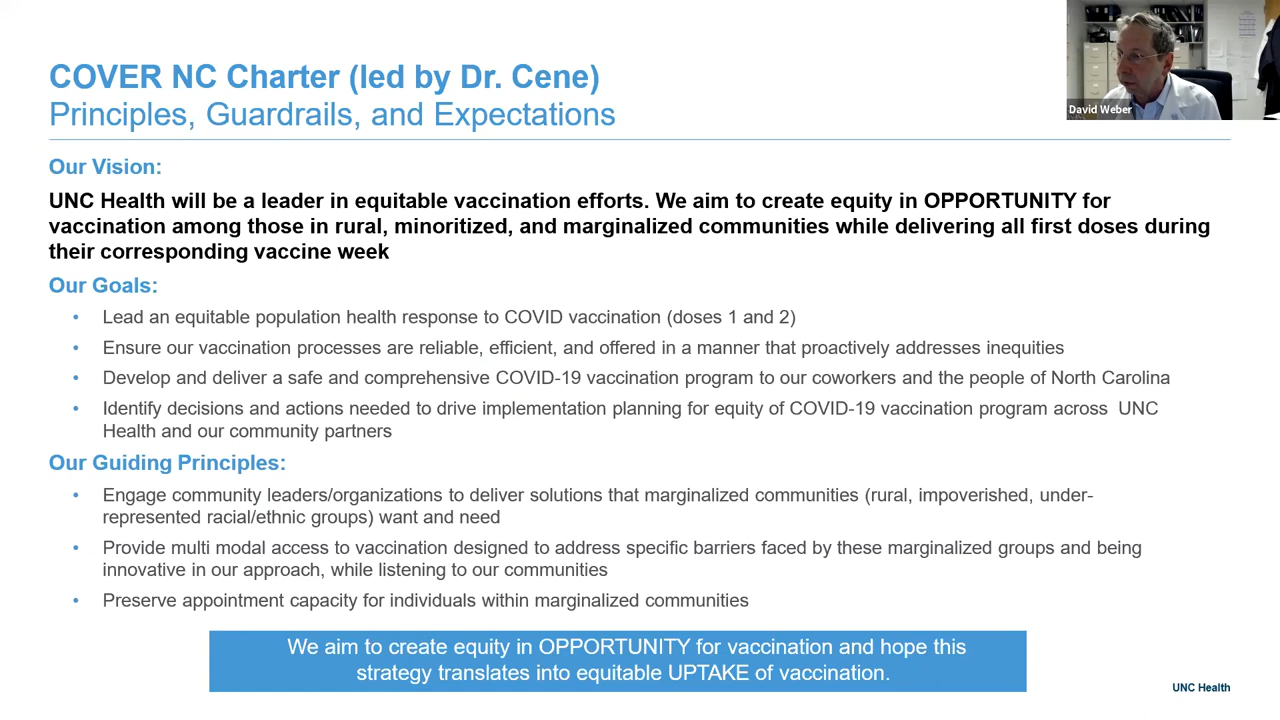 COVER NC Charter (led by Dr. Cene)
Principles, Guardrails, and Expectations
David Weber
Our Vision:
UNC Health will be a leader in equitable vaccination efforts. We aim to create equity in OPPORTUNITY for
vaccination among those in rural, minoritized, and marginalized communities while delivering all first doses during
their corresponding vaccine week
Our Goals:
• Lead an equitable population health response to COVID vaccination (doses 1 and 2)
• Ensure our vaccination processes are reliable, efficient, and offered in a manner that proactively addresses inequities
• Develop and deliver a safe and comprehensive COVID-19 vaccination program to our coworkers and the people of North Carolina
• Identify decisions and actions needed to drive implementation planning for equity of COVID-19 vaccination program across UNC
Health and our community partners
Our Guiding Principles:
• Engage community leaders/organizations to deliver solutions that marginalized communities (rural, impoverished, under-
represented racial/ethnic groups) want and need
• Provide multi modal access to vaccination designed to address specific barriers faced by these marginalized groups and being
innovative in our approach, while listening to our communities
• Preserve appointment capacity for individuals within marginalized communities
We aim to create equity in OPPORTUNITY for vaccination and hope this
strategy translates into equitable UPTAKE of vaccination.
UNC Health